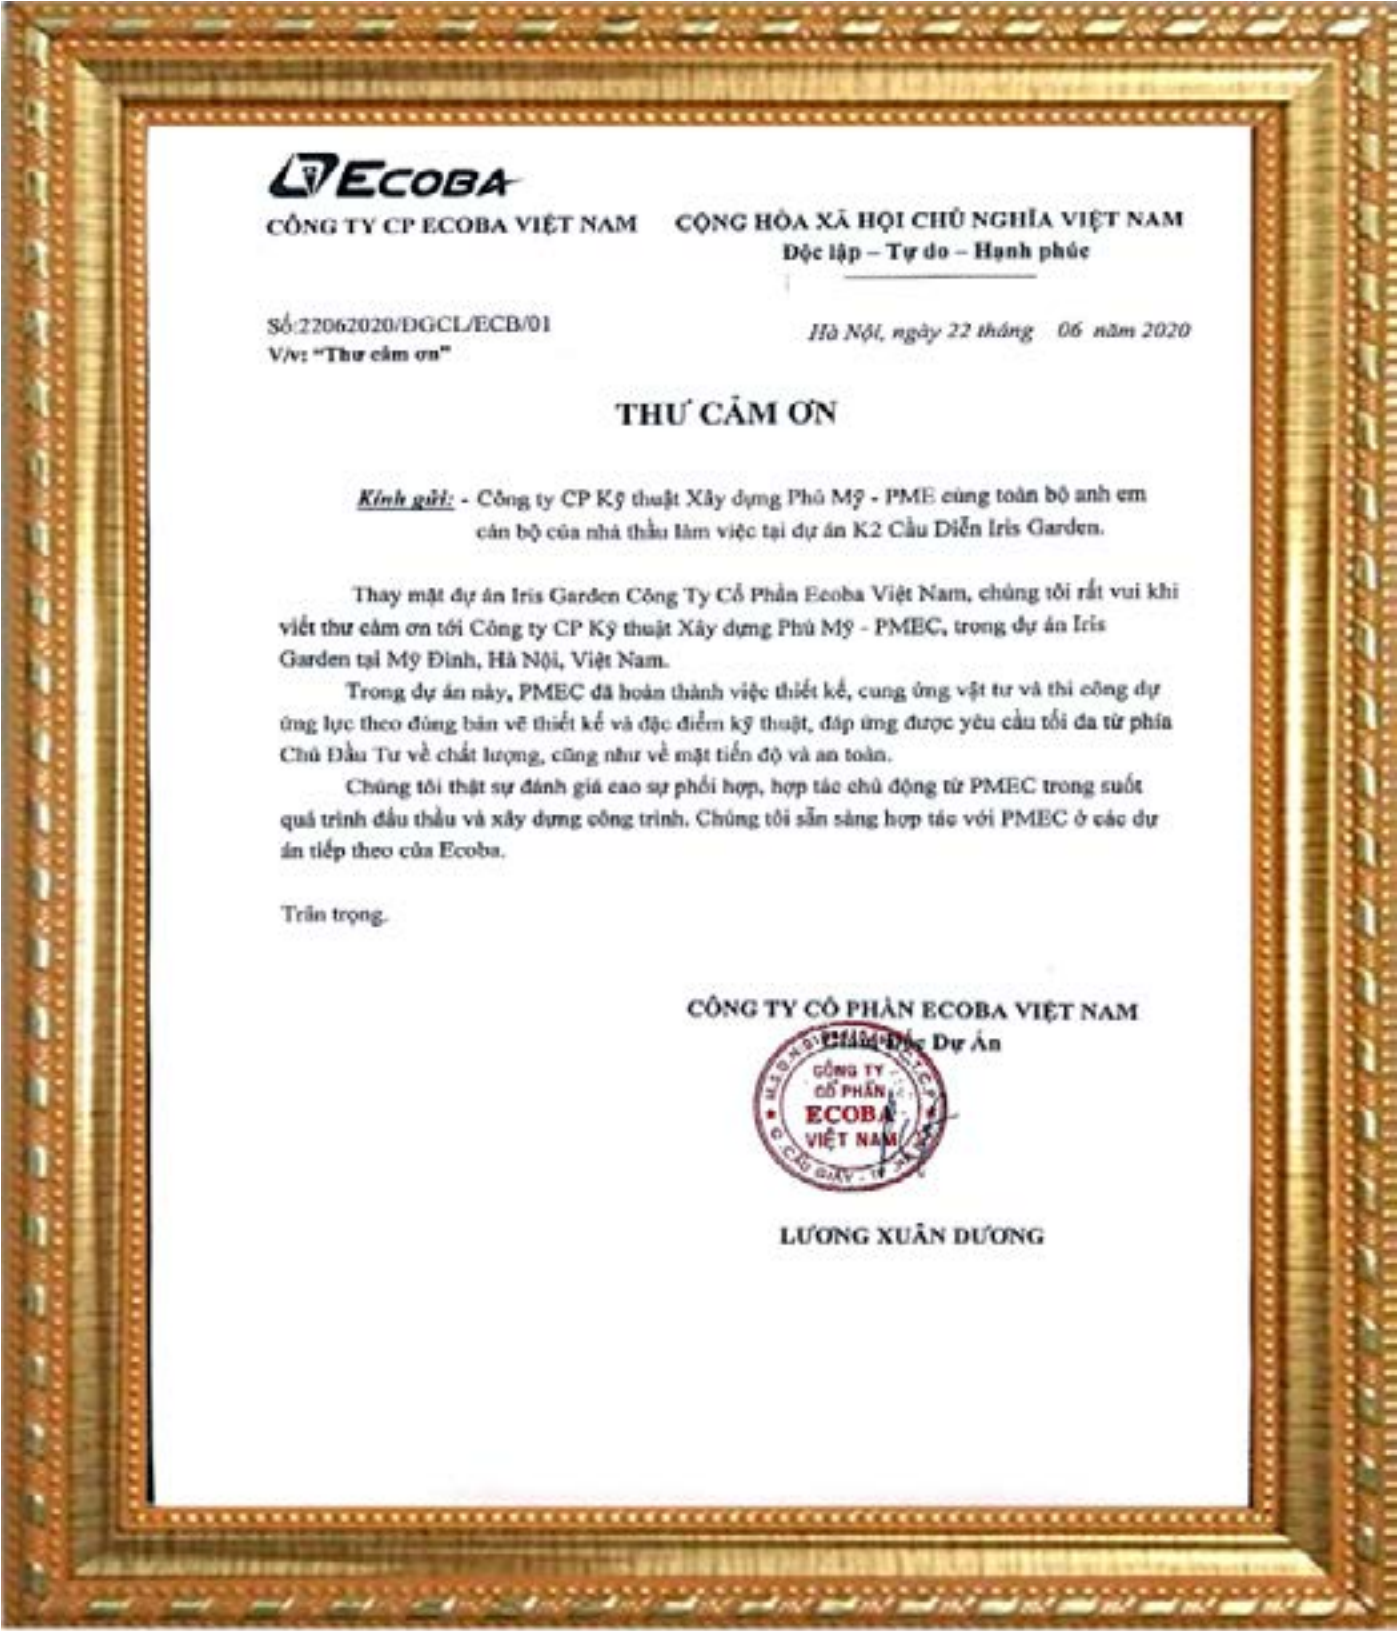 ECOBA
CÔNG TY CP ECOBA VIỆT NAM
CỘNG HÒA XÃ HỘI CHỦ NGHĨA VIỆT NAM
Độc lập – Tự do – Hạnh phúc
Số:22062020/ĐGCL/ECB/01
Hà Nội, ngày 22 tháng 06 năm 2020
V/v: “Thư cảm ơn”
THƯ CẢM ƠN
Kính gửi: - Công ty CP Kỹ thuật Xây dựng Phú Mỹ - PME cùng toàn bộ anh em
cán bộ của nhà thầu làm việc tại dự án K2 Cầu Diễn Iris Garden.
Thay mặt dự án Iris Garden Công Ty Cổ Phần Ecoba Việt Nam, chúng tôi rất vui khi
viết thư cảm ơn tới Công ty CP Kỹ thuật Xây dựng Phú Mỹ - PMEC, trong dự án Iris
Garden tại Mỹ Đình, Hà Nội, Việt Nam.
Trong dự án này, PMEC đã hoàn thành việc thiết kế, cung ứng vật tư và thi công dự
ứng lực theo đúng bản vẽ thiết kế và đặc điểm kỹ thuật, đáp ứng được yêu cầu tối đa từ phía
Chủ Đầu Tư về chất lượng, cũng như về mặt tiến độ và an toàn.
Chúng tôi thật sự đánh giá cao sự phối hợp, hợp tác chủ động từ PMEC trong suốt
quá trình đấu thầu và xây dựng công trình. Chúng tôi sẵn sàng hợp tác với PMEC ở các dự
án tiếp theo của Ecoba.
Trân trọng.
CÔNG TY CỔ PHẦN ECOBA VIỆT NAM
Giám Đốc Dự Án
CÔNG TY
CỔ PHẦN
ECOBA
VIỆT NAM
Q. CẦU GIẤY - TP. HÀ
LƯƠNG XUÂN DƯƠNG